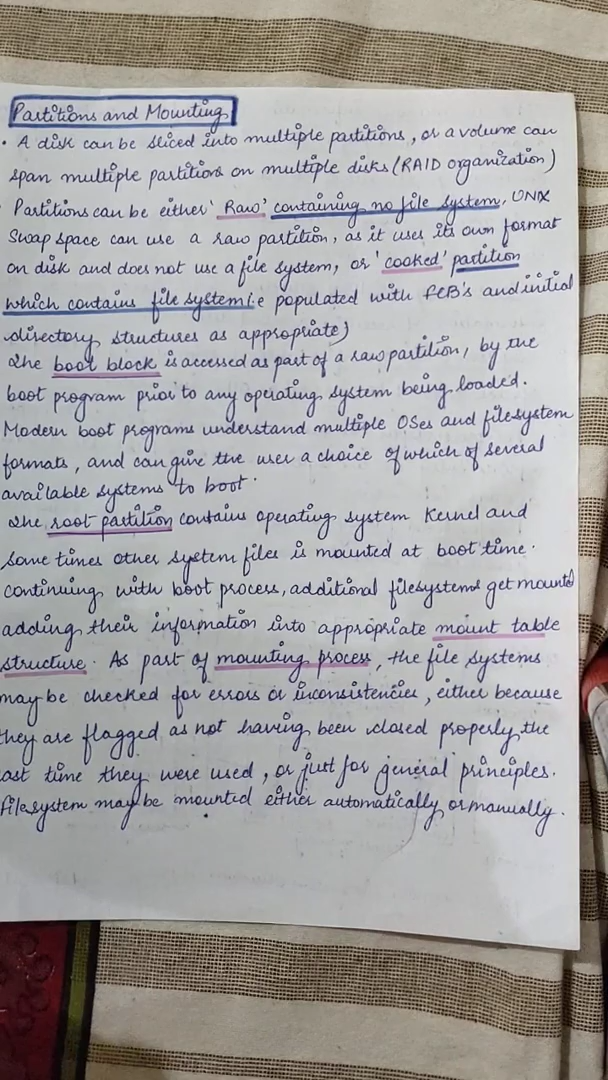 Partitions and Mounting
• A disk can be sliced into multiple partitions, or a volume can
span multiple partitions on multiple disks (RAID organization)
Partitions can be either 'Raw' containing no file system, UNIX
Swap space can use a raw partition, as it uses its own format
on disk and does not use a file system, or 'cooked' partition
which contains file system (i.e populated with FCB's and initial
directory structures as appropriate)
The boot block is accessed as part of a raw partition, by the
boot program prior to any operating system being loaded.
Modern boot programs understand multiple OSes and filesystem
formats, and can give the user a choice of which of several
available systems to boot.
The root partition contains operating system Kernel and
some times other system files is mounted at boot time.
continuing with boot process, additional filesystems get mounted
adding their information into appropriate mount table
structure. As part of mounting process, the file systems
may be checked for errors or inconsistencies, either because
they are flagged as not having been closed properly the
last time they were used, or just for general principles.
filesystem may be mounted either automatically or manually.